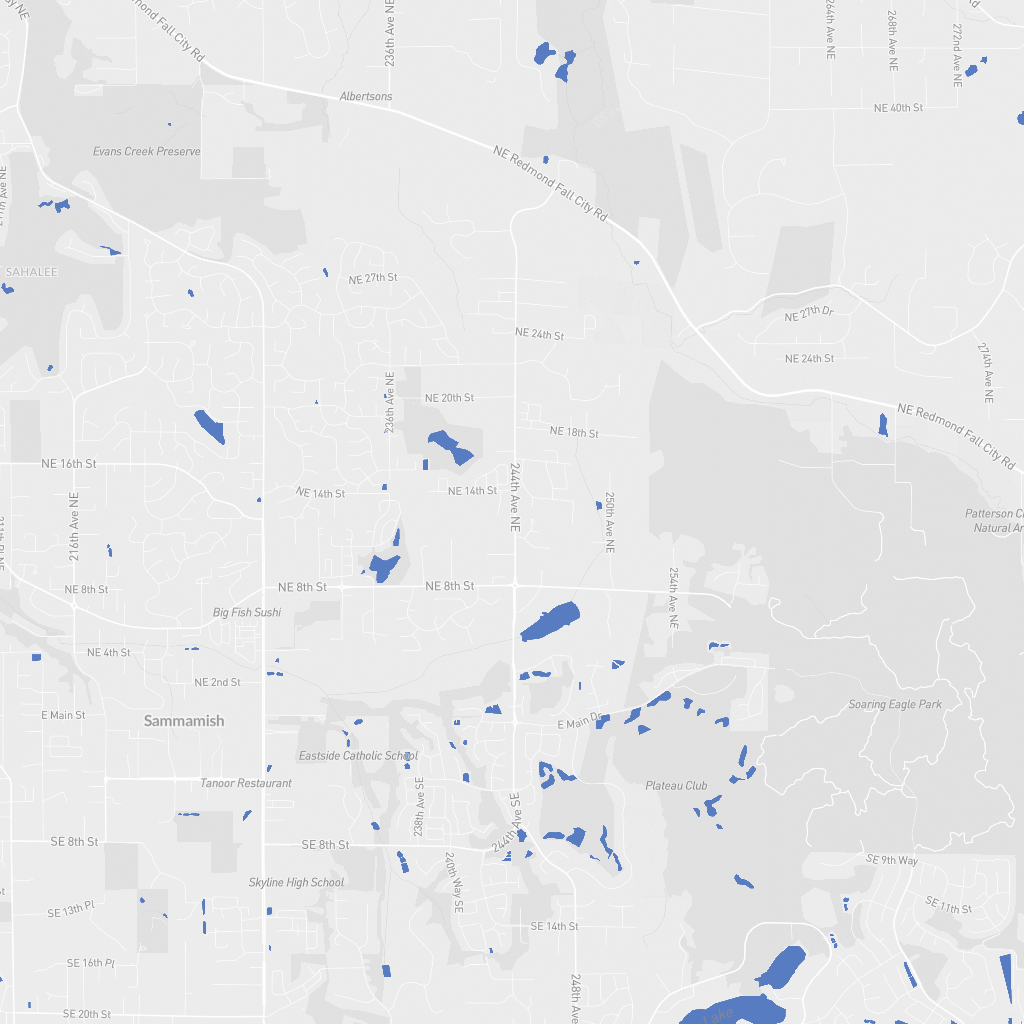 236th Ave NE
264th Ave NE
268th Ave NE
272nd Ave NE
Fall City Rd
Albertsons
NE 40th St
Evans Creek Preserve
NE Redmond Fall City Rd
SAHALEE
NE 27th St
NE 27th Dr
NE 24th St
NE 24th St
274th Ave NE
236th Ave NE
NE 20th St
NE Redmond Fall City Rd
NE 18th St
NE 16th St
244th Ave NE
NE 14th St
NE 14th St
216th Ave NE
250th Ave NE
Natural Ar
NE 8th St
NE 8th St
NE 8th St
254th Ave NE
Big Fish Sushi
NE 4th St
NE 2nd St
E Main St
Sammamish
E Main Dr
Soaring Eagle Park
Eastside Catholic School
Tanoor Restaurant
Plateau Club
238th Ave SE
244th Ave SE
SE 8th St
SE 8th St
SE 9th Way
240th Way SE
Skyline High School
SE 13th Pl
SE 11th St
SE 14th St
SE 16th Pl
248th Ave
SE 20th St
Lake